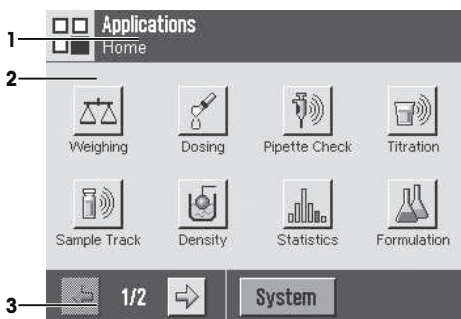 Applications
1
Home
2
Weighing Dosing Pipette Check Titration
Sample Track Density Statistics Formulation
3 1/2 System